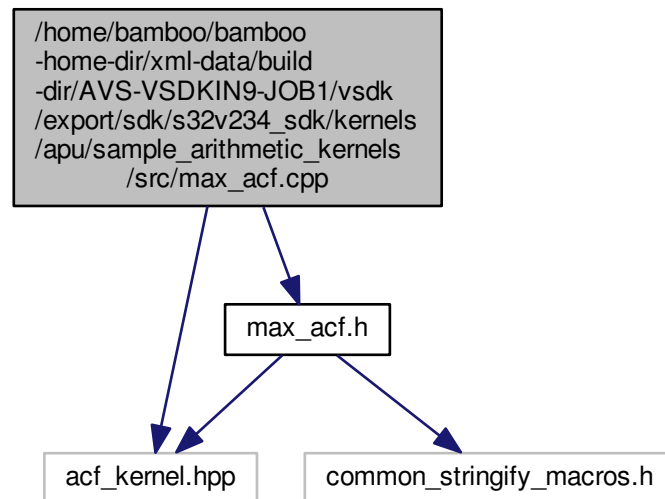 /home/bamboo/bamboo
-home-dir/xml-data/build
-dir/AVS-VSDKIN9-JOB1/vsdk
/export/sdk/s32v234_sdk/kernels
/apu/sample_arithmetic_kernels
/src/max_acf.cpp
max_acf.h
acf_kernel.hpp
common_stringify_macros.h